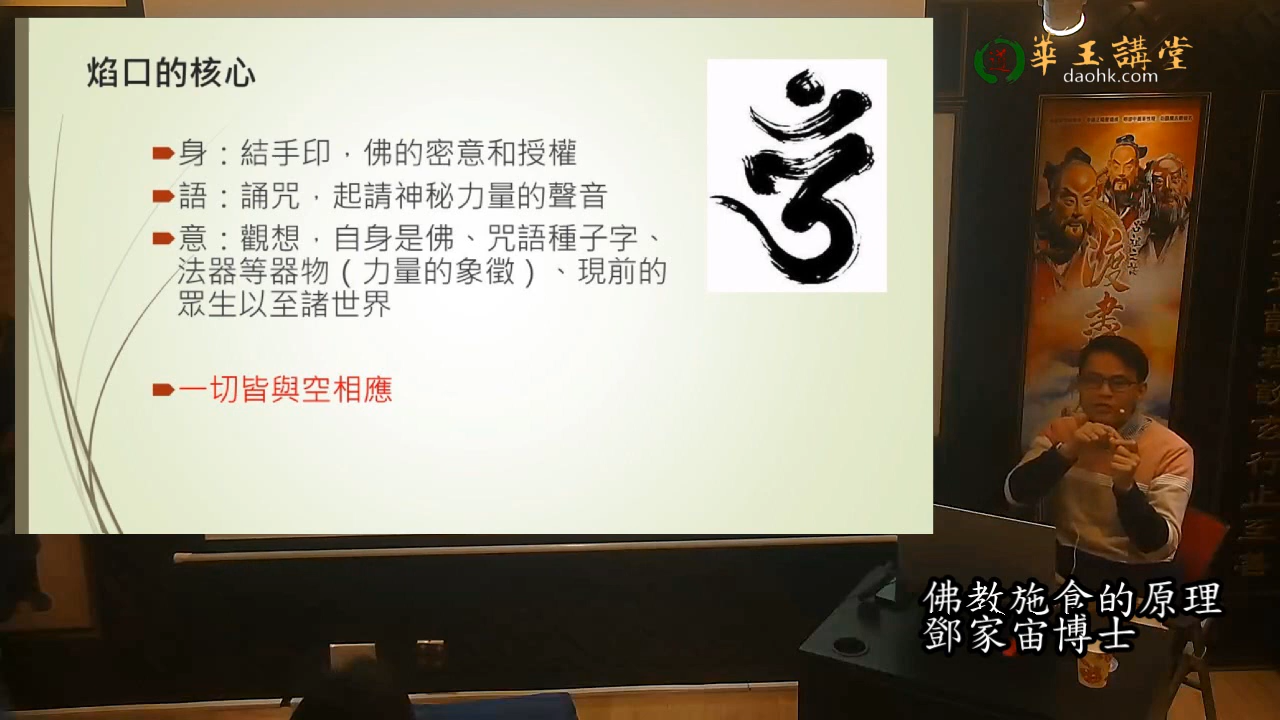 焰口的核心
身：結手印，佛的密意和授權
語：誦咒，起請神秘力量的聲音
意：觀想，自身是佛、咒語種子字、
法器等器物（力量的象徵）、現前的
眾生以至諸世界
一切皆與空相應
華玉講堂
daohk.com
渡
佛教施食的原理
鄧家宙博士